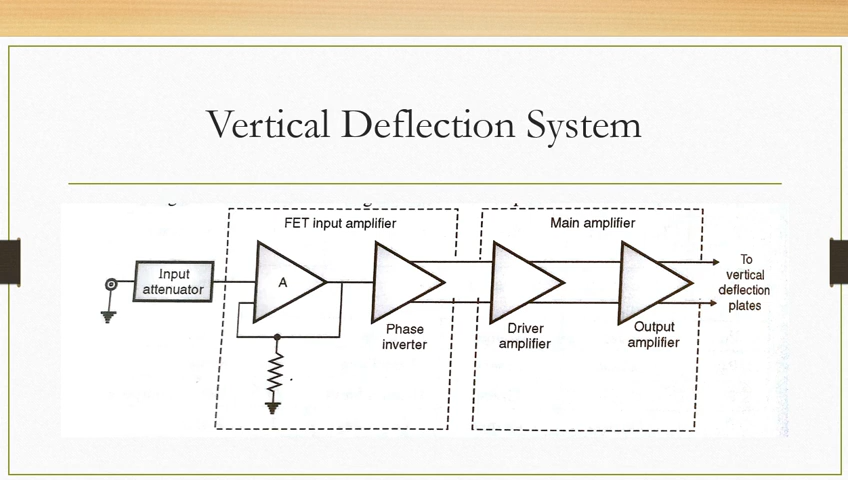 Vertical Deflection System
FET input amplifier
Main amplifier
Input
attenuator
A
Phase
inverter
Driver
amplifier
Output
amplifier
To
vertical
deflection
plates